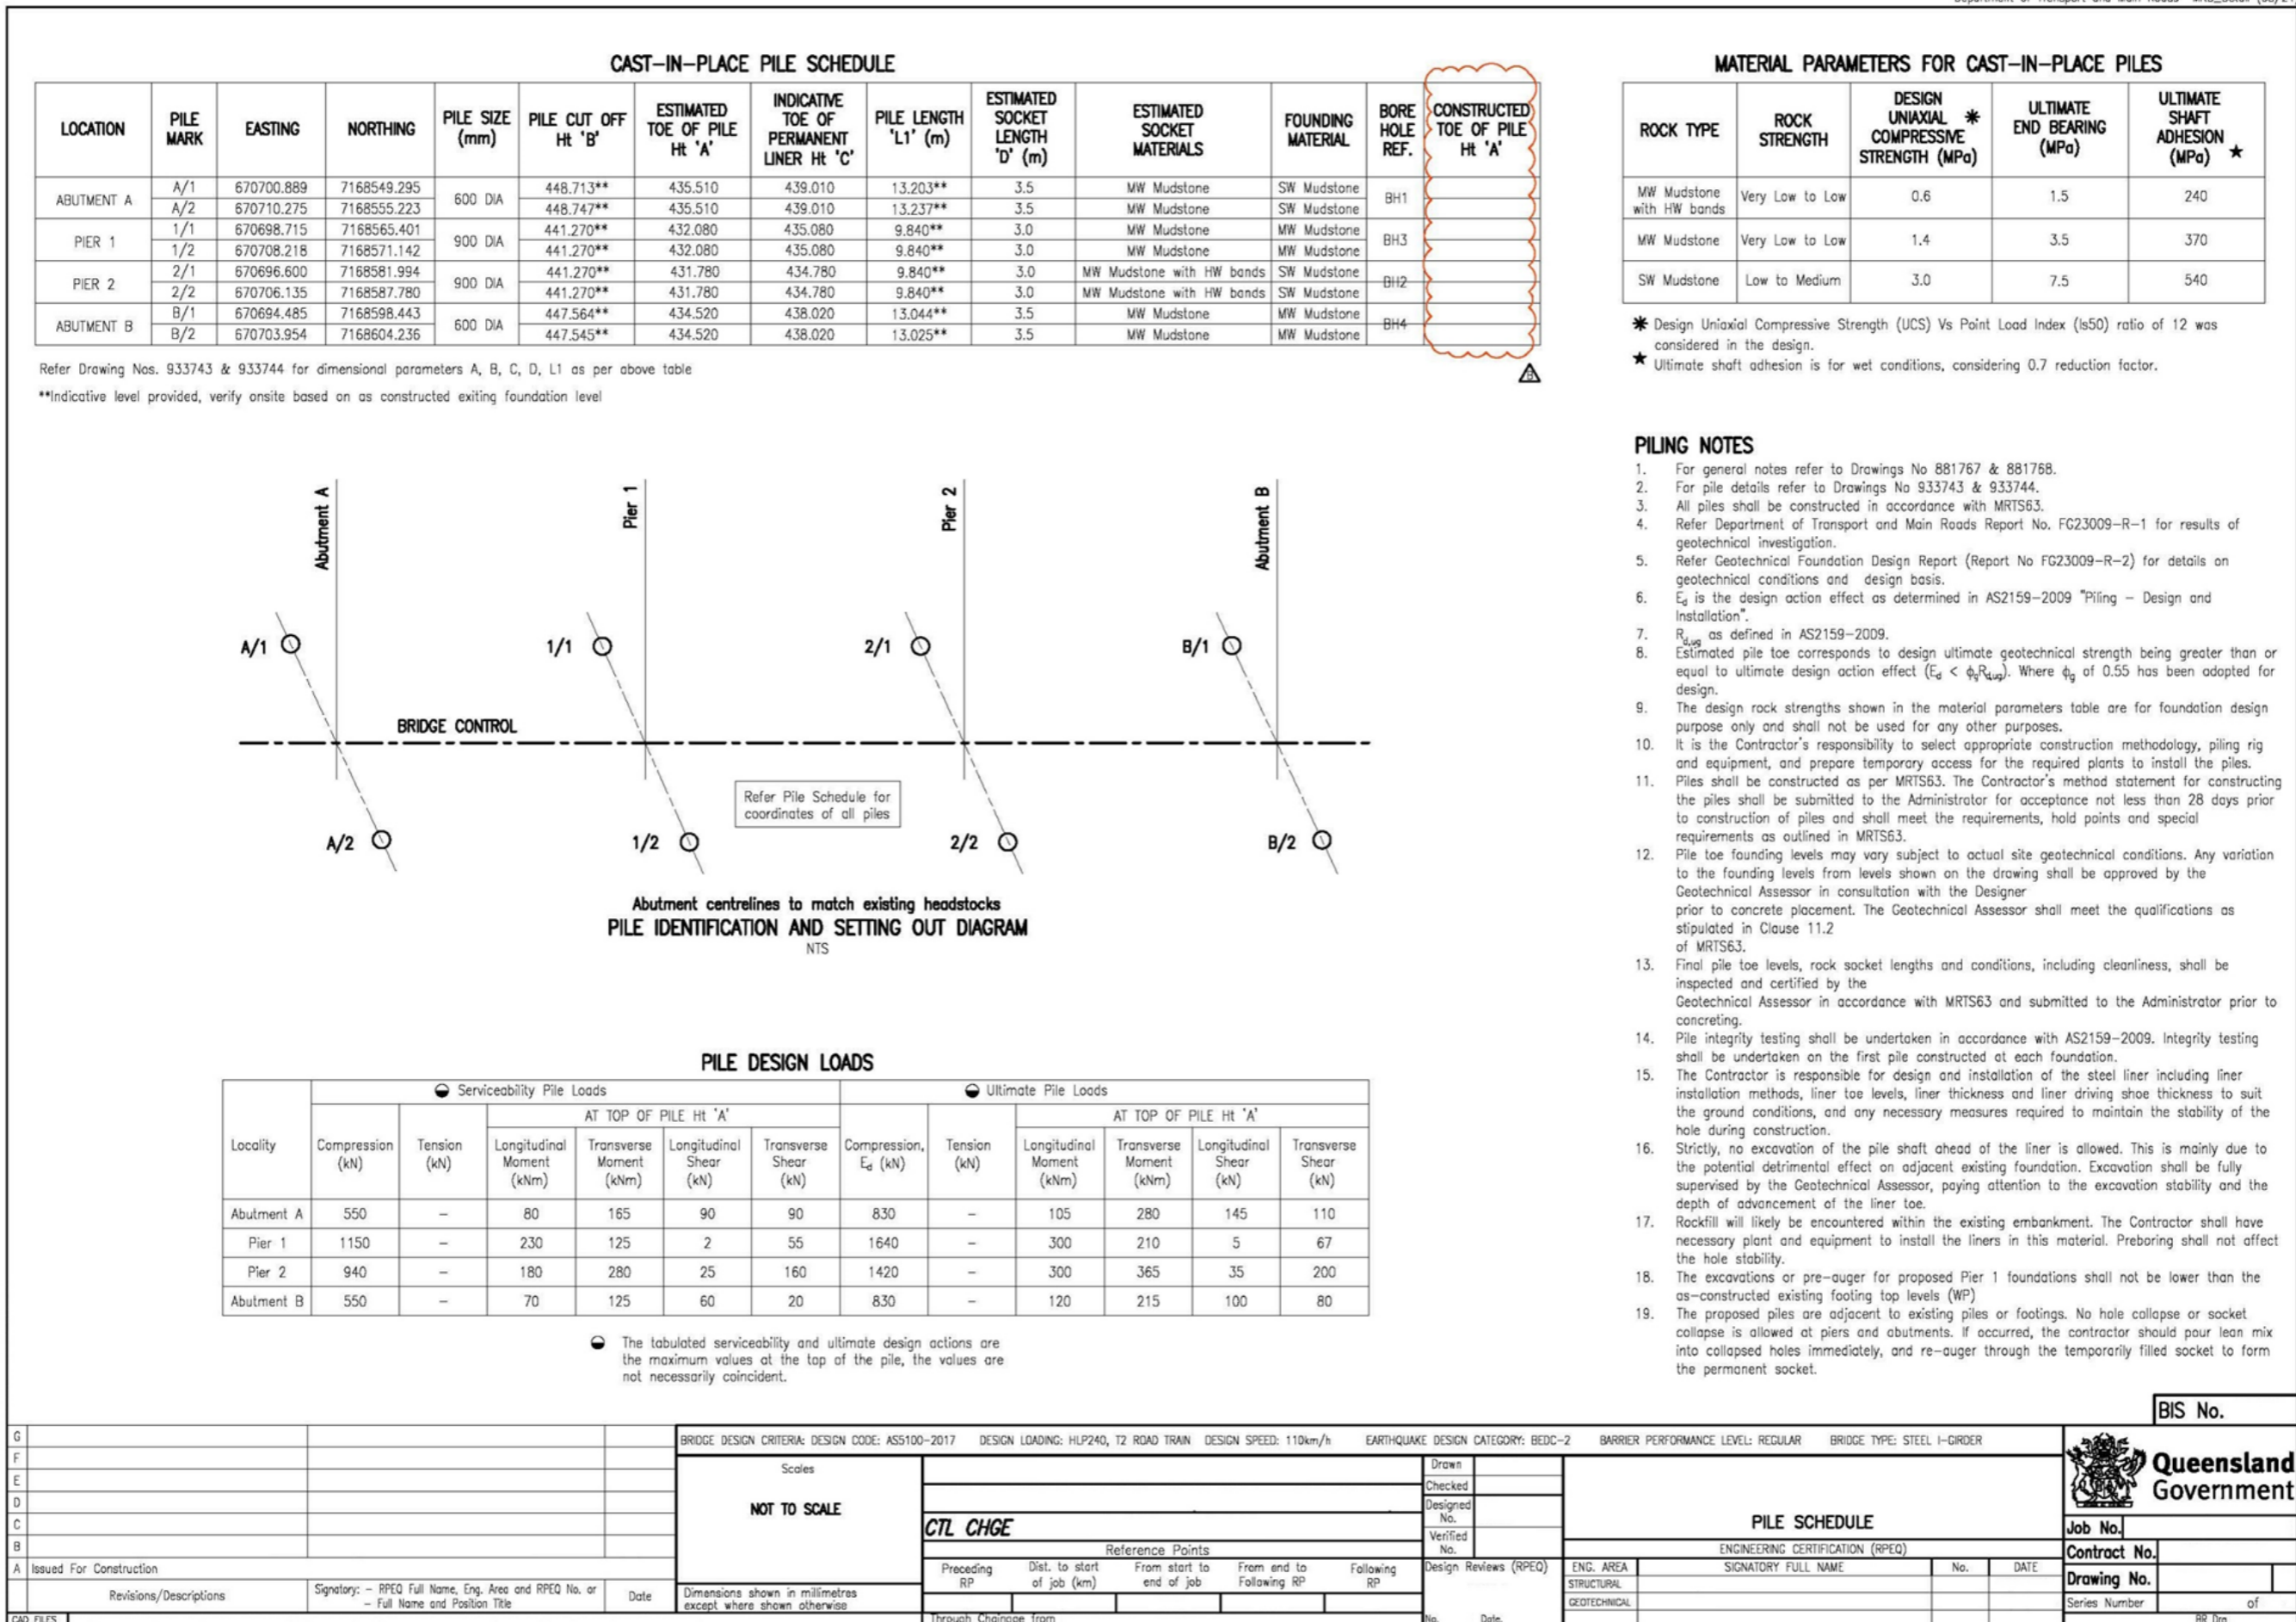 CAST-IN-PLACE PILE SCHEDULE
LOCATION PILE MARK EASTING NORTHING PILE SIZE (mm) PILE CUT OFF Ht 'B' ESTIMATED TOE OF PILE Ht 'A' INDICATIVE TOE OF PERMANENT LINER Ht 'C' PILE LENGTH 'L1' (m) ESTIMATED SOCKET LENGTH 'D' (m) ESTIMATED SOCKET MATERIALS FOUNDING MATERIAL BORE HOLE REF. CONSTRUCTED TOE OF PILE Ht 'A'
ABUTMENT A A/1 670700.889 7168549.295 600 DIA 448.713** 435.510 439.010 13.203** 3.5 MW Mudstone SW Mudstone BH1
A/2 670710.275 7168555.223 448.747** 435.510 439.010 13.237** 3.5 MW Mudstone SW Mudstone
PIER 1 1/1 670698.715 7168565.401 900 DIA 441.270** 432.080 435.080 9.840** 3.0 MW Mudstone MW Mudstone BH3
1/2 670708.218 7168571.142 441.270** 432.080 435.080 9.840** 3.0 MW Mudstone MW Mudstone
PIER 2 2/1 670696.600 7168581.994 900 DIA 441.270** 431.780 434.780 9.840** 3.0 MW Mudstone with HW bands SW Mudstone BH2
2/2 670706.135 7168587.780 441.270** 431.780 434.780 9.840** 3.0 MW Mudstone with HW bands SW Mudstone
ABUTMENT B B/1 670694.485 7168598.443 600 DIA 447.564** 434.520 438.020 13.044** 3.5 MW Mudstone MW Mudstone BH4
B/2 670703.954 7168604.236 447.545** 434.520 438.020 13.025** 3.5 MW Mudstone MW Mudstone
Refer Drawing Nos. 933743 & 933744 for dimensional parameters A, B, C, D, L1 as per above table
**Indicative level provided, verify onsite based on as constructed exiting foundation level
B
MATERIAL PARAMETERS FOR CAST-IN-PLACE PILES
ROCK TYPE ROCK STRENGTH DESIGN UNIAXIAL ✱ COMPRESSIVE STRENGTH (MPa) ULTIMATE END BEARING (MPa) ULTIMATE SHAFT ADHESION (MPa) ★
MW Mudstone with HW bands Very Low to Low 0.6 1.5 240
MW Mudstone Very Low to Low 1.4 3.5 370
SW Mudstone Low to Medium 3.0 7.5 540
✱ Design Uniaxial Compressive Strength (UCS) Vs Point Load Index (Is50) ratio of 12 was
considered in the design.
★ Ultimate shaft adhesion is for wet conditions, considering 0.7 reduction factor.
Abutment A
Pier 1
Pier 2
Abutment B
A/1 1/1 2/1 B/1
BRIDGE CONTROL
Refer Pile Schedule for
coordinates of all piles
A/2 1/2 2/2 B/2
Abutment centrelines to match existing headstocks
PILE IDENTIFICATION AND SETTING OUT DIAGRAM
NTS
PILING NOTES
1. For general notes refer to Drawings No 881767 & 881768.
2. For pile details refer to Drawings No 933743 & 933744.
3. All piles shall be constructed in accordance with MRTS63.
4. Refer Department of Transport and Main Roads Report No. FG23009-R-1 for results of
geotechnical investigation.
5. Refer Geotechnical Foundation Design Report (Report No FG23009-R-2) for details on
geotechnical conditions and design basis.
6. Ed is the design action effect as determined in AS2159-2009 "Piling - Design and
Installation".
7. Rd,ug as defined in AS2159-2009.
8. Estimated pile toe corresponds to design ultimate geotechnical strength being greater than or
equal to ultimate design action effect (Ed < ϕgRd,ug). Where ϕg of 0.55 has been adopted for
design.
9. The design rock strengths shown in the material parameters table are for foundation design
purpose only and shall not be used for any other purposes.
10. It is the Contractor's responsibility to select appropriate construction methodology, piling rig
and equipment, and prepare temporary access for the required plants to install the piles.
11. Piles shall be constructed as per MRTS63. The Contractor's method statement for constructing
the piles shall be submitted to the Administrator for acceptance not less than 28 days prior
to construction of piles and shall meet the requirements, hold points and special
requirements as outlined in MRTS63.
12. Pile toe founding levels may vary subject to actual site geotechnical conditions. Any variation
to the founding levels from levels shown on the drawing shall be approved by the
Geotechnical Assessor in consultation with the Designer
prior to concrete placement. The Geotechnical Assessor shall meet the qualifications as
stipulated in Clause 11.2
of MRTS63.
13. Final pile toe levels, rock socket lengths and conditions, including cleanliness, shall be
inspected and certified by the
Geotechnical Assessor in accordance with MRTS63 and submitted to the Administrator prior to
concreting.
14. Pile integrity testing shall be undertaken in accordance with AS2159-2009. Integrity testing
shall be undertaken on the first pile constructed at each foundation.
15. The Contractor is responsible for design and installation of the steel liner including liner
installation methods, liner toe levels, liner thickness and liner driving shoe thickness to suit
the ground conditions, and any necessary measures required to maintain the stability of the
hole during construction.
16. Strictly, no excavation of the pile shaft ahead of the liner is allowed. This is mainly due to
the potential detrimental effect on adjacent existing foundation. Excavation shall be fully
supervised by the Geotechnical Assessor, paying attention to the excavation stability and the
depth of advancement of the liner toe.
17. Rockfill will likely be encountered within the existing embankment. The Contractor shall have
necessary plant and equipment to install the liners in this material. Preboring shall not affect
the hole stability.
18. The excavations or pre-auger for proposed Pier 1 foundations shall not be lower than the
as-constructed existing footing top levels (WP)
19. The proposed piles are adjacent to existing piles or footings. No hole collapse or socket
collapse is allowed at piers and abutments. If occurred, the contractor should pour lean mix
into collapsed holes immediately, and re-auger through the temporarily filled socket to form
the permanent socket.
PILE DESIGN LOADS
Serviceability Pile Loads Ultimate Pile Loads
AT TOP OF PILE Ht 'A' AT TOP OF PILE Ht 'A'
Locality Compression (kN) Tension (kN) Longitudinal Moment (kNm) Transverse Moment (kNm) Longitudinal Shear (kN) Transverse Shear (kN) Compression, Ed (kN) Tension (kN) Longitudinal Moment (kNm) Transverse Moment (kNm) Longitudinal Shear (kN) Transverse Shear (kN)
Abutment A 550 - 80 165 90 90 830 - 105 280 145 110
Pier 1 1150 - 230 125 2 55 1640 - 300 210 5 67
Pier 2 940 - 180 280 25 160 1420 - 300 365 35 200
Abutment B 550 - 70 125 60 20 830 - 120 215 100 80
The tabulated serviceability and ultimate design actions are
the maximum values at the top of the pile, the values are
not necessarily coincident.
BIS No.
G
F
E
D
C
B
A Issued For Construction
Revisions/Descriptions Signatory: - RPEQ Full Name, Eng. Area and RPEQ No. or
- Full Name and Position Title Date
CAD FILES
BRIDGE DESIGN CRITERIA: DESIGN CODE: AS5100-2017 DESIGN LOADING: HLP240, T2 ROAD TRAIN DESIGN SPEED: 110km/h EARTHQUAKE DESIGN CATEGORY: BEDC-2 BARRIER PERFORMANCE LEVEL: REGULAR BRIDGE TYPE: STEEL I-GIRDER
Scales
NOT TO SCALE
Dimensions shown in millimetres
except where shown otherwise
CTL CHGE
Reference Points
Preceding RP Dist. to start of job (km) From start to end of job From end to Following RP Following RP
Through Chainage from
Drawn
Checked
Designed
No.
Verified
No.
Design Reviews (RPEQ)
No. Date
PILE SCHEDULE
ENGINEERING CERTIFICATION (RPEQ)
ENG. AREA SIGNATORY FULL NAME No. DATE
STRUCTURAL
GEOTECHNICAL
Queensland
Government
Job No.
Contract No.
Drawing No.
Series Number of